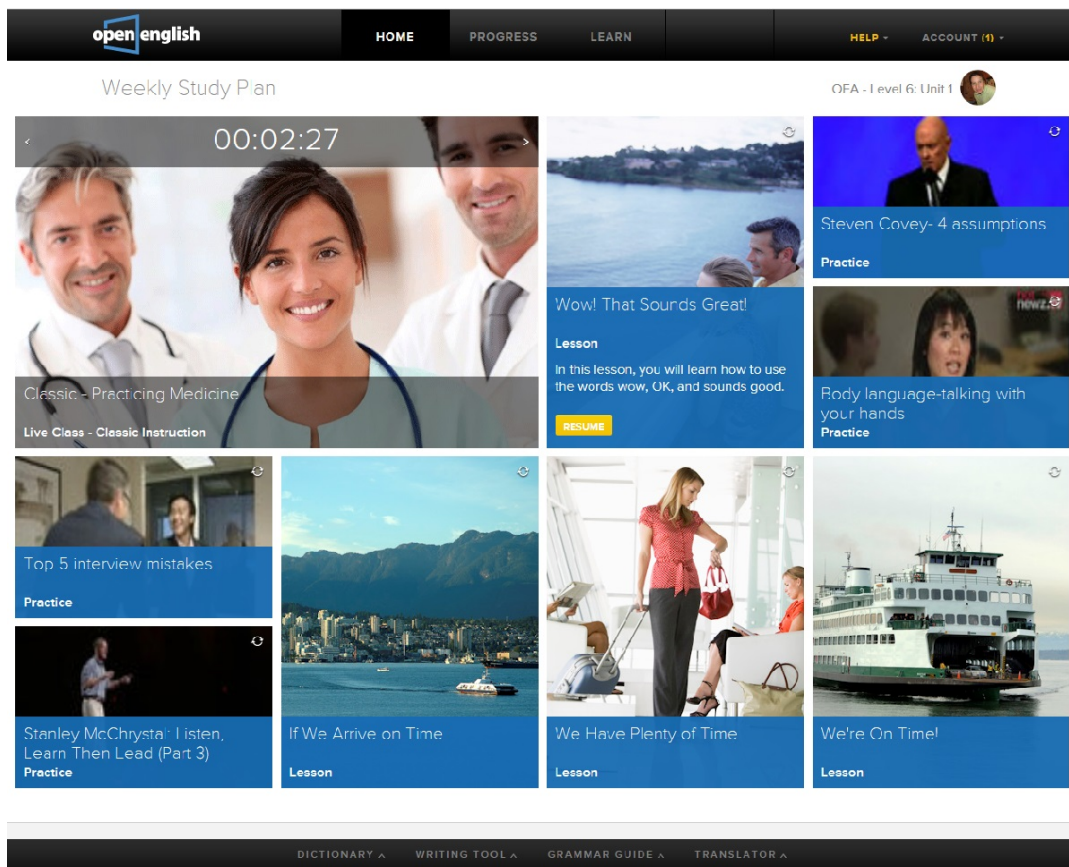 openenglish
HOME
PROGRESS
LEARN
HELP
ACCOUNT (1)
Weekly Study Plan
OEA - Level 6: Unit 1
<
00:02:27
>
Classic - Practicing Medicine
Live Class - Classic Instruction
Wow! That Sounds Great!
Lesson
In this lesson, you will learn how to use
the words wow, OK, and sounds good.
RESUME
Steven Covey- 4 assumptions
Practice
newz
Body language-talking with
your hands
Practice
Top 5 interview mistakes
Practice
Stanley McChrystal: Listen,
Learn Then Lead (Part 3)
Practice
If We Arrive on Time
Lesson
We Have Plenty of Time
Lesson
We're On Time!
Lesson
DICTIONARY
WRITING TOOL
GRAMMAR GUIDE
TRANSLATOR